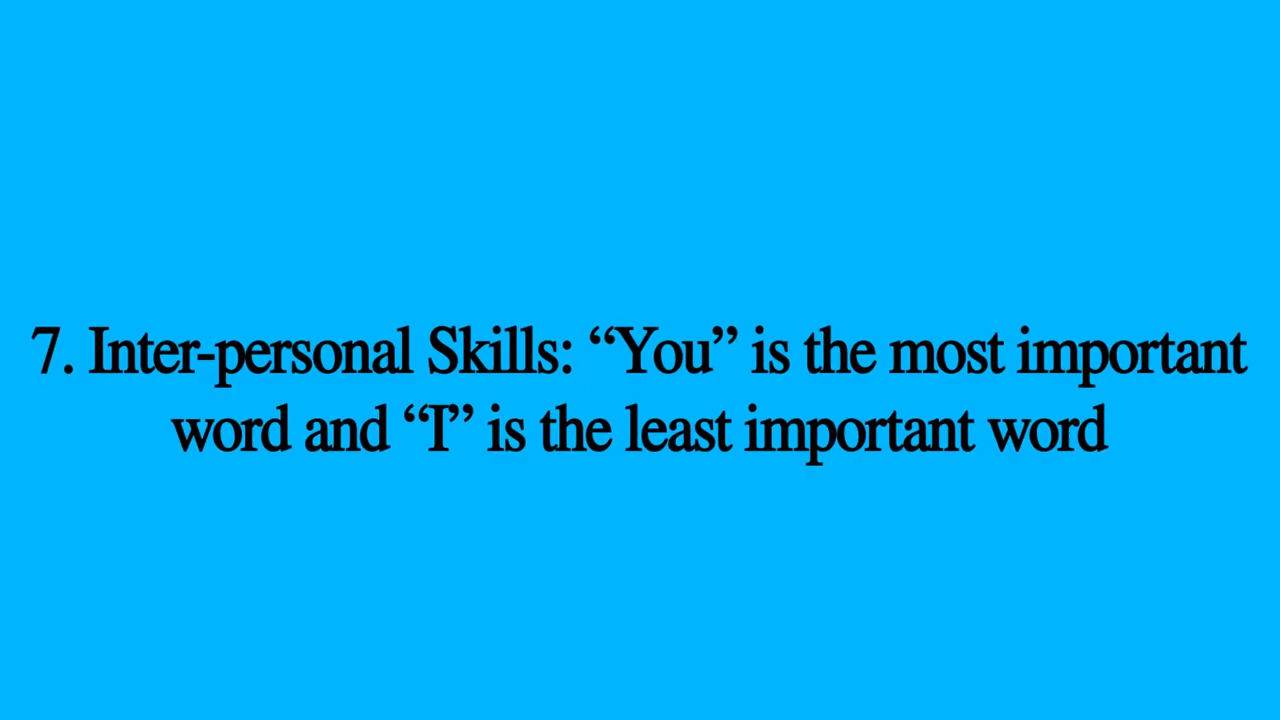 7. Inter-personal Skills: “You” is the most important
word and “I” is the least important word